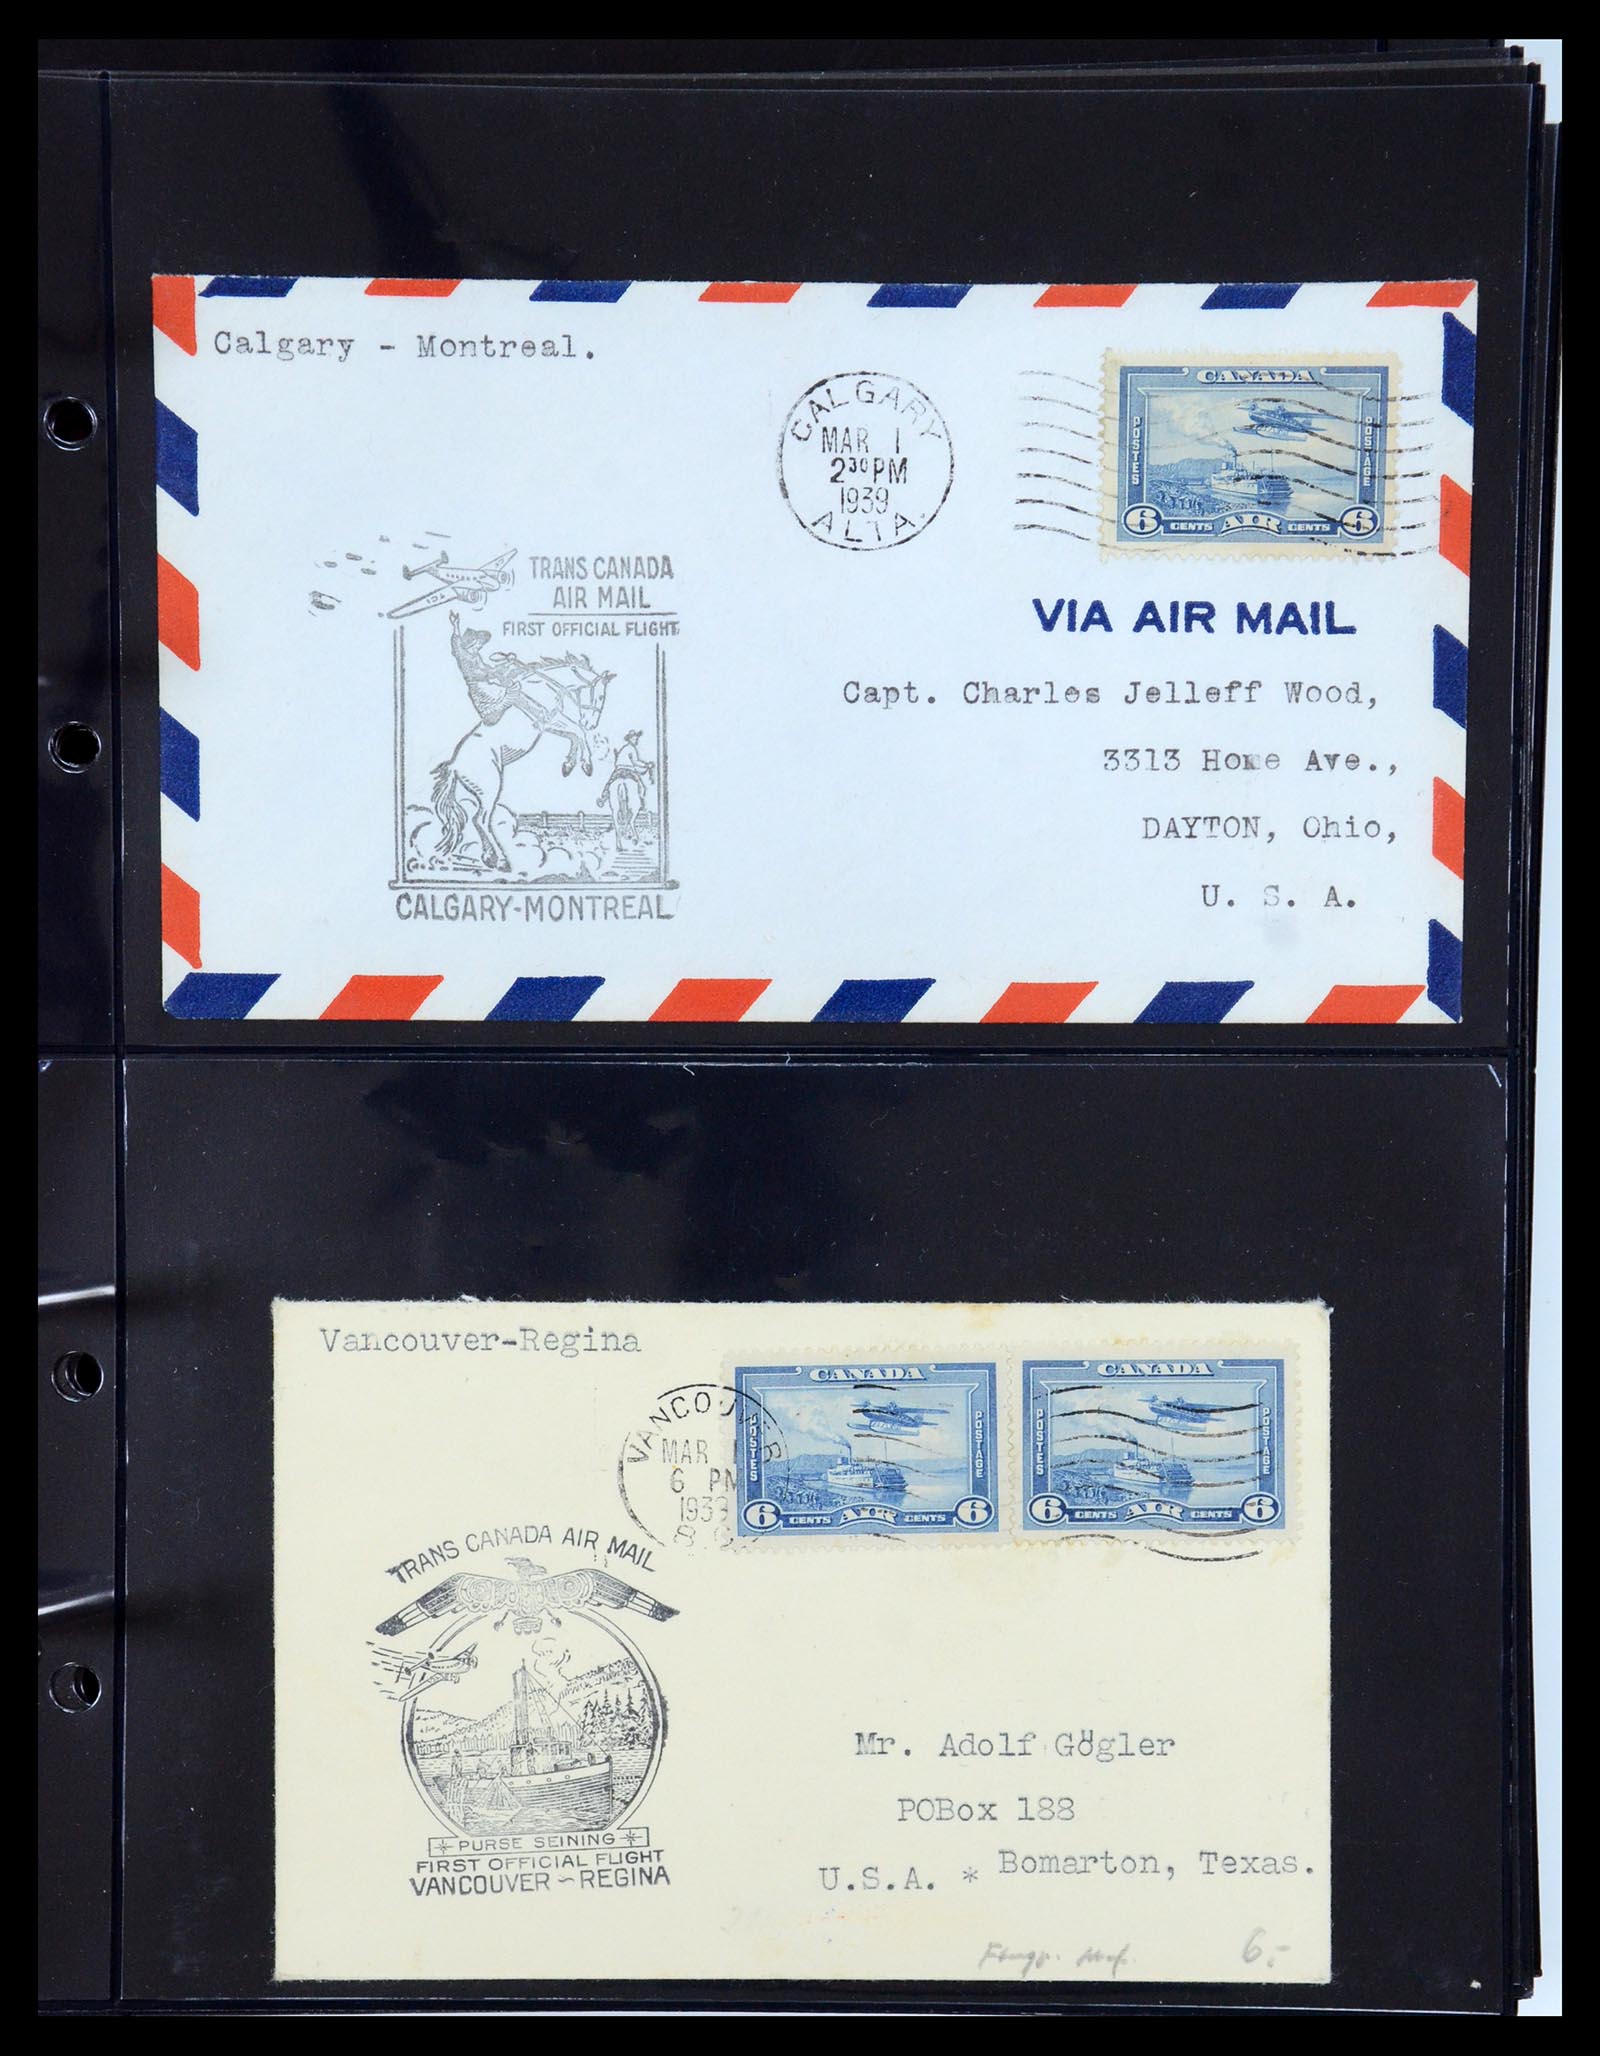 Calgary - Montreal.
CALGARY
MAR 1
2 30 PM
1939
ALTA.
CANADA
POSTES
POSTAGE
6 CENTS AIR CENTS 6
TRANS CANADA
AIR MAIL
FIRST OFFICIAL FLIGHT
TCA
CALGARY-MONTREAL
VIA AIR MAIL
Capt. Charles Jelleff Wood,
3313 Home Ave.,
DAYTON, Ohio,
U. S. A.
Vancouver-Regina
VANCOUVER
MAR 1
6 PM
1939
B C
CANADA
POSTES
POSTAGE
6 CENTS AIR CENTS 6
CANADA
POSTES
POSTAGE
6 CENTS AIR CENTS 6
TRANS CANADA AIR MAIL
PURSE SEINING
FIRST OFFICIAL FLIGHT
VANCOUVER - REGINA
Mr. Adolf Gögler
POBox 188
U.S.A. * Bomarton, Texas.
6.-